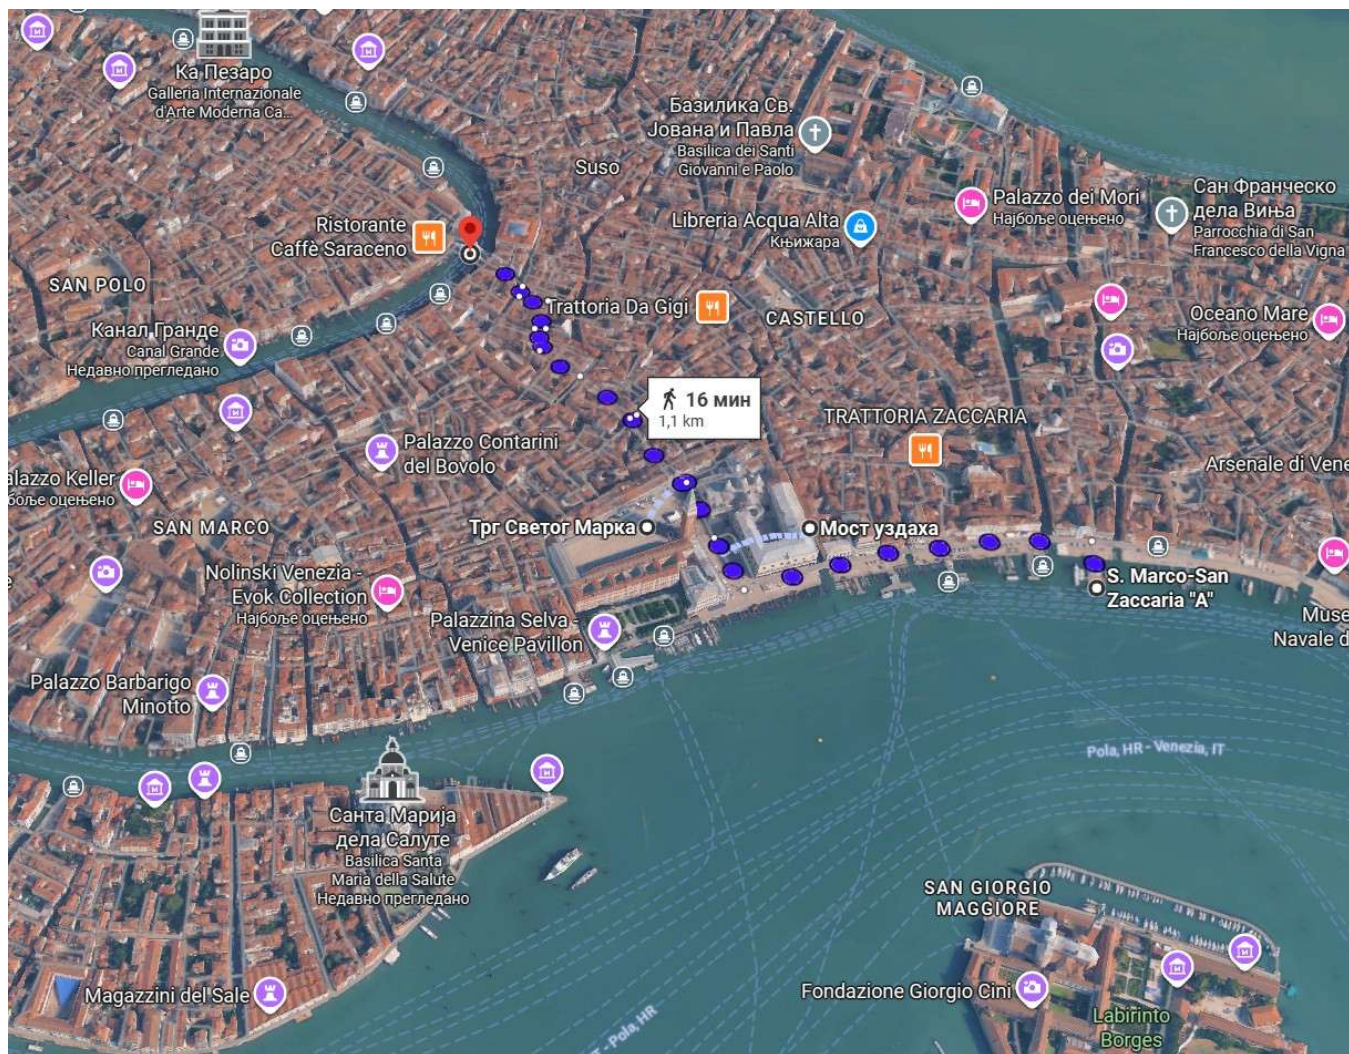 Ка Пезаро
Galleria Internazionale
d'Arte Moderna Ca...
Базилика Св.
Јована и Павла
Basilica dei Santi
Giovanni e Paolo
Suso
Palazzo dei Mori
Најбоље оцењено
Сан Франческо
дела Виња
Parrocchia di San
Francesco della Vigna
Ristorante
Caffè Saraceno
Libreria Acqua Alta
Књижара
SAN POLO
Trattoria Da Gigi
CASTELLO
Oceano Mare
Најбоље оцењено
Канал Гранде
Canal Grande
Недавно прегледано
16 мин
1,1 km
TRATTORIA ZACCARIA
Palazzo Contarini
del Bovolo
alazzo Keller
боље оцењено
Arsenale di Vene
SAN MARCO
Трг Светог Марка
Мост уздаха
Nolinski Venezia -
Evok Collection
Најбоље оцењено
S. Marco-San
Zaccaria "A"
Palazzina Selva -
Venice Pavillon
Muse
Navale d
Palazzo Barbarigo
Minotto
Pola, HR - Venezia, IT
Санта Марија
дела Салуте
Basilica Santa
Maria della Salute
Недавно прегледано
SAN GIORGIO
MAGGIORE
Magazzini del Sale
Fondazione Giorgio Cini
Labirinto
Borges
T - Pola, HR